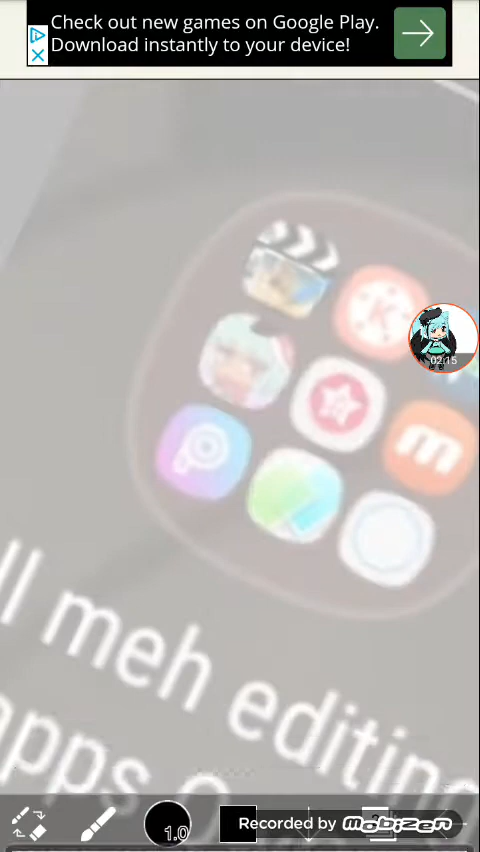 Check out new games on Google Play.
Download instantly to your device!
K
02:15
m
ll meh editing
apps
1.0
Recorded by mobizen